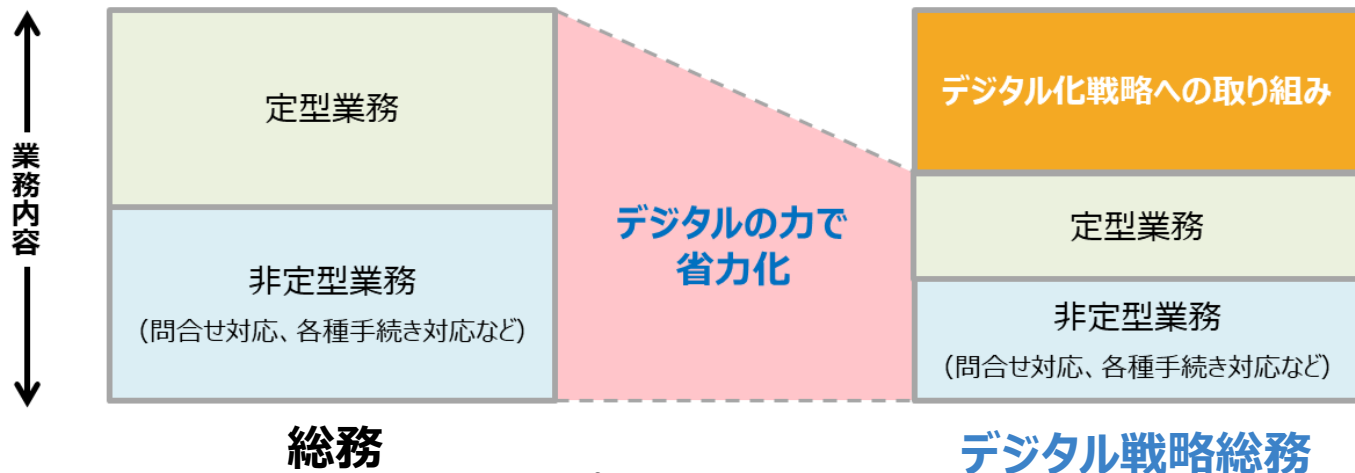 業務内容
定型業務
非定型業務
(問合せ対応、各種手続き対応など)
総務
デジタルの力で
省力化
デジタル化戦略への取り組み
定型業務
非定型業務
(問合せ対応、各種手続き対応など)
デジタル戦略総務